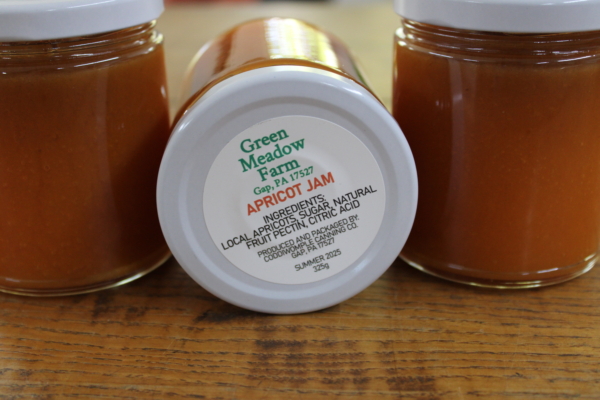 Green
Meadow
Farm
Gap, PA 17527
APRICOT JAM
INGREDIENTS:
LOCAL APRICOTS, SUGAR, NATURAL
FRUIT PECTIN, CITRIC ACID
PRODUCED AND PACKAGED BY:
CODDIWOMPLE CANNING CO.
GAP, PA 17527
SUMMER 2025
325g